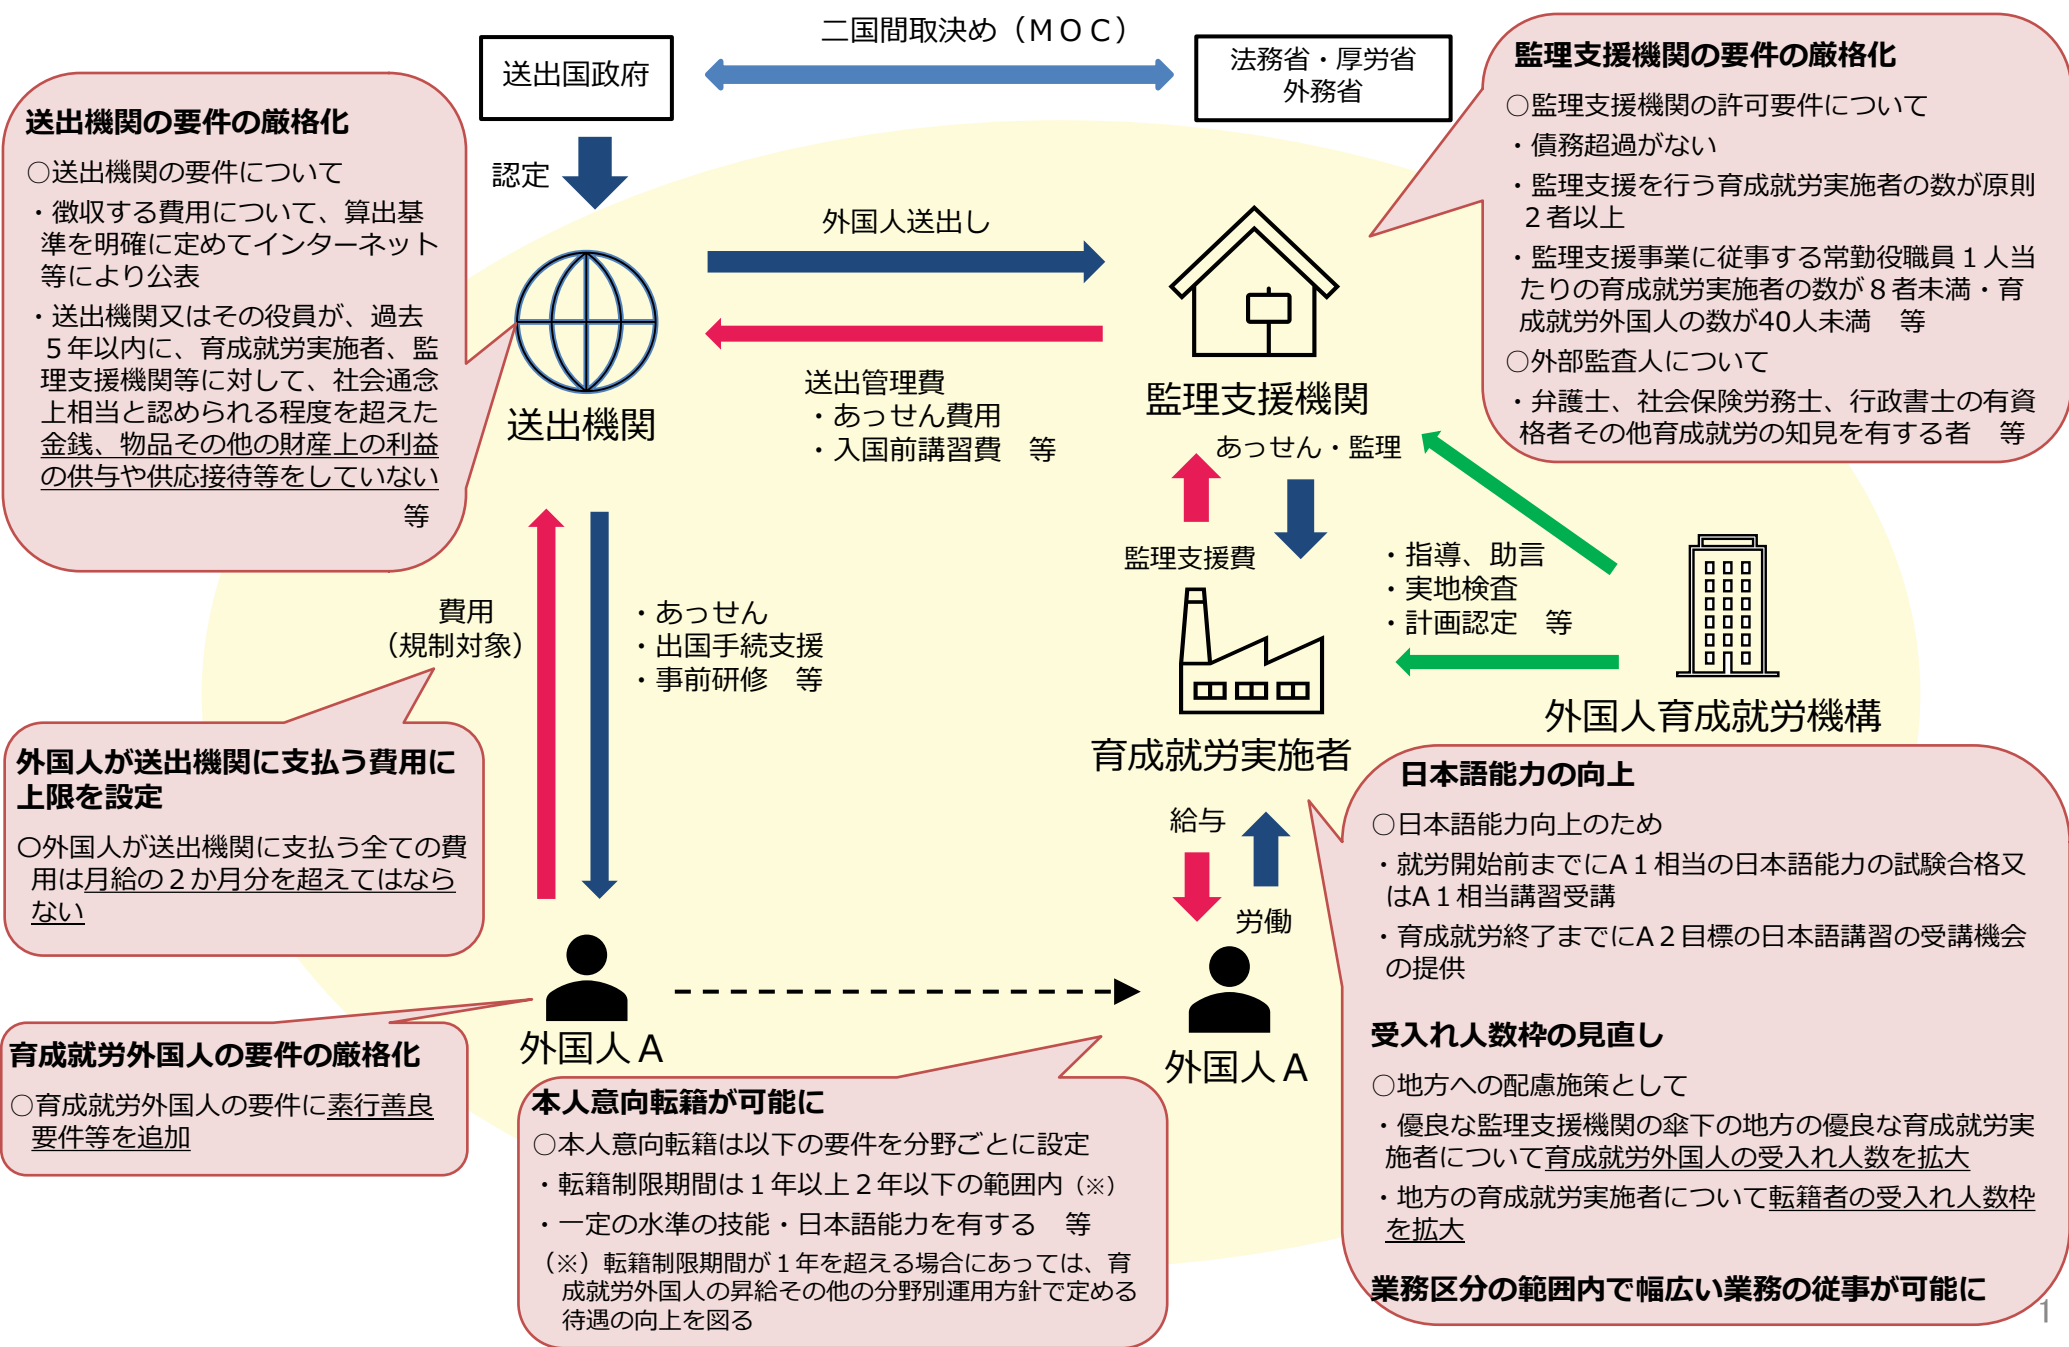 二国間取決め（ＭＯＣ）
送出国政府
法務省・厚労省
外務省
認定
送出機関の要件の厳格化
○送出機関の要件について
・徴収する費用について、算出基
準を明確に定めてインターネット
等により公表
・送出機関又はその役員が、過去
５年以内に、育成就労実施者、監
理支援機関等に対して、社会通念
上相当と認められる程度を超えた
金銭、物品その他の財産上の利益
の供与や供応接待等をしていない
等
監理支援機関の要件の厳格化
○監理支援機関の許可要件について
・債務超過がない
・監理支援を行う育成就労実施者の数が原則
２者以上
・監理支援事業に従事する常勤役職員１人当
たりの育成就労実施者の数が８者未満・育
成就労外国人の数が40人未満　等
○外部監査人について
・弁護士、社会保険労務士、行政書士の有資
格者その他育成就労の知見を有する者　等
外国人送出し
送出管理費
・あっせん費用
・入国前講習費　等
送出機関
監理支援機関
あっせん・監理
監理支援費
・指導、助言
・実地検査
・計画認定　等
費用
（規制対象）
・あっせん
・出国手続支援
・事前研修　等
外国人育成就労機構
育成就労実施者
外国人が送出機関に支払う費用に
上限を設定
〇外国人が送出機関に支払う全ての費
用は月給の２か月分を超えてはなら
ない
給与
労働
外国人Ａ
外国人Ａ
育成就労外国人の要件の厳格化
○育成就労外国人の要件に素行善良
要件等を追加
本人意向転籍が可能に
○本人意向転籍は以下の要件を分野ごとに設定
・転籍制限期間は１年以上２年以下の範囲内（※）
・一定の水準の技能・日本語能力を有する　等
（※）転籍制限期間が１年を超える場合にあっては、育
成就労外国人の昇給その他の分野別運用方針で定める
待遇の向上を図る
日本語能力の向上
○日本語能力向上のため
・就労開始前までにA１相当の日本語能力の試験合格又
はA１相当講習受講
・育成就労終了までにA２目標の日本語講習の受講機会
の提供
受入れ人数枠の見直し
○地方への配慮施策として
・優良な監理支援機関の傘下の地方の優良な育成就労実
施者について育成就労外国人の受入れ人数を拡大
・地方の育成就労実施者について転籍者の受入れ人数枠
を拡大
業務区分の範囲内で幅広い業務の従事が可能に
1